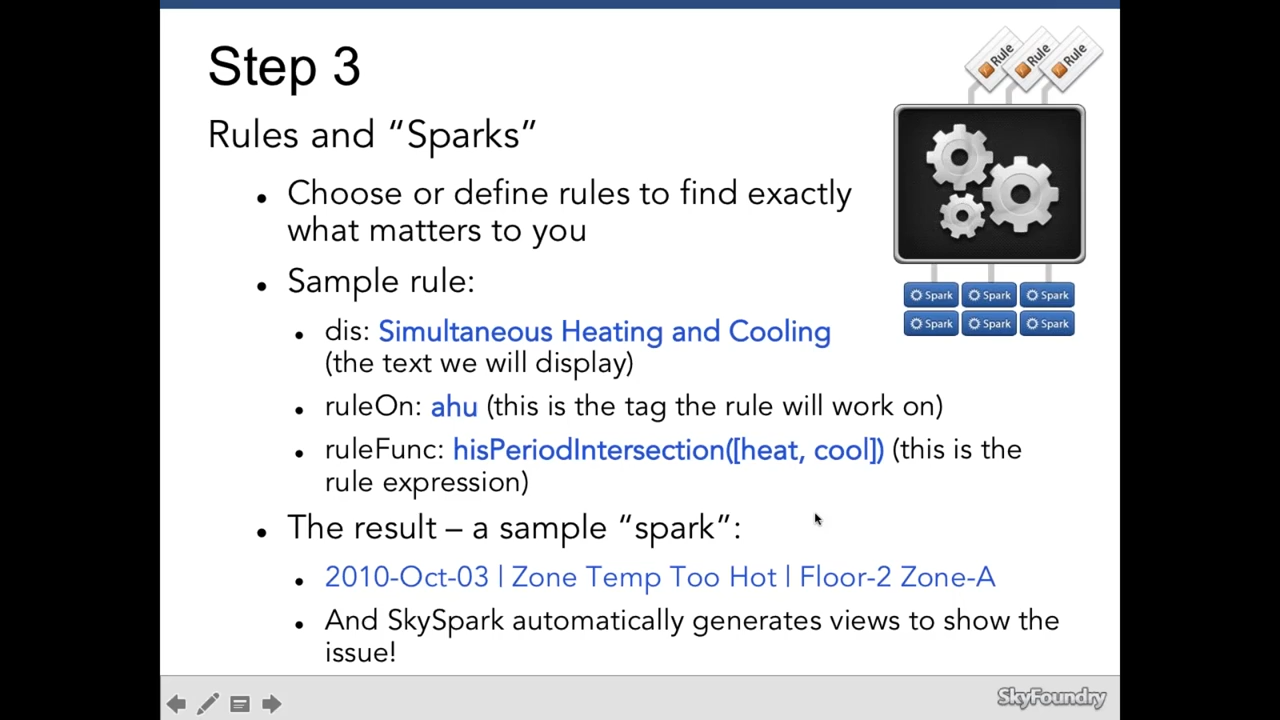 Step 3
Rule Rule Rule
Rules and “Sparks”
• Choose or define rules to find exactly
what matters to you
• Sample rule:
Spark Spark Spark
Spark Spark Spark
• dis: Simultaneous Heating and Cooling
(the text we will display)
• ruleOn: ahu (this is the tag the rule will work on)
• ruleFunc: hisPeriodIntersection([heat, cool]) (this is the
rule expression)
• The result – a sample “spark”:
• 2010-Oct-03 | Zone Temp Too Hot | Floor-2 Zone-A
• And SkySpark automatically generates views to show the
issue!
SkyFoundry